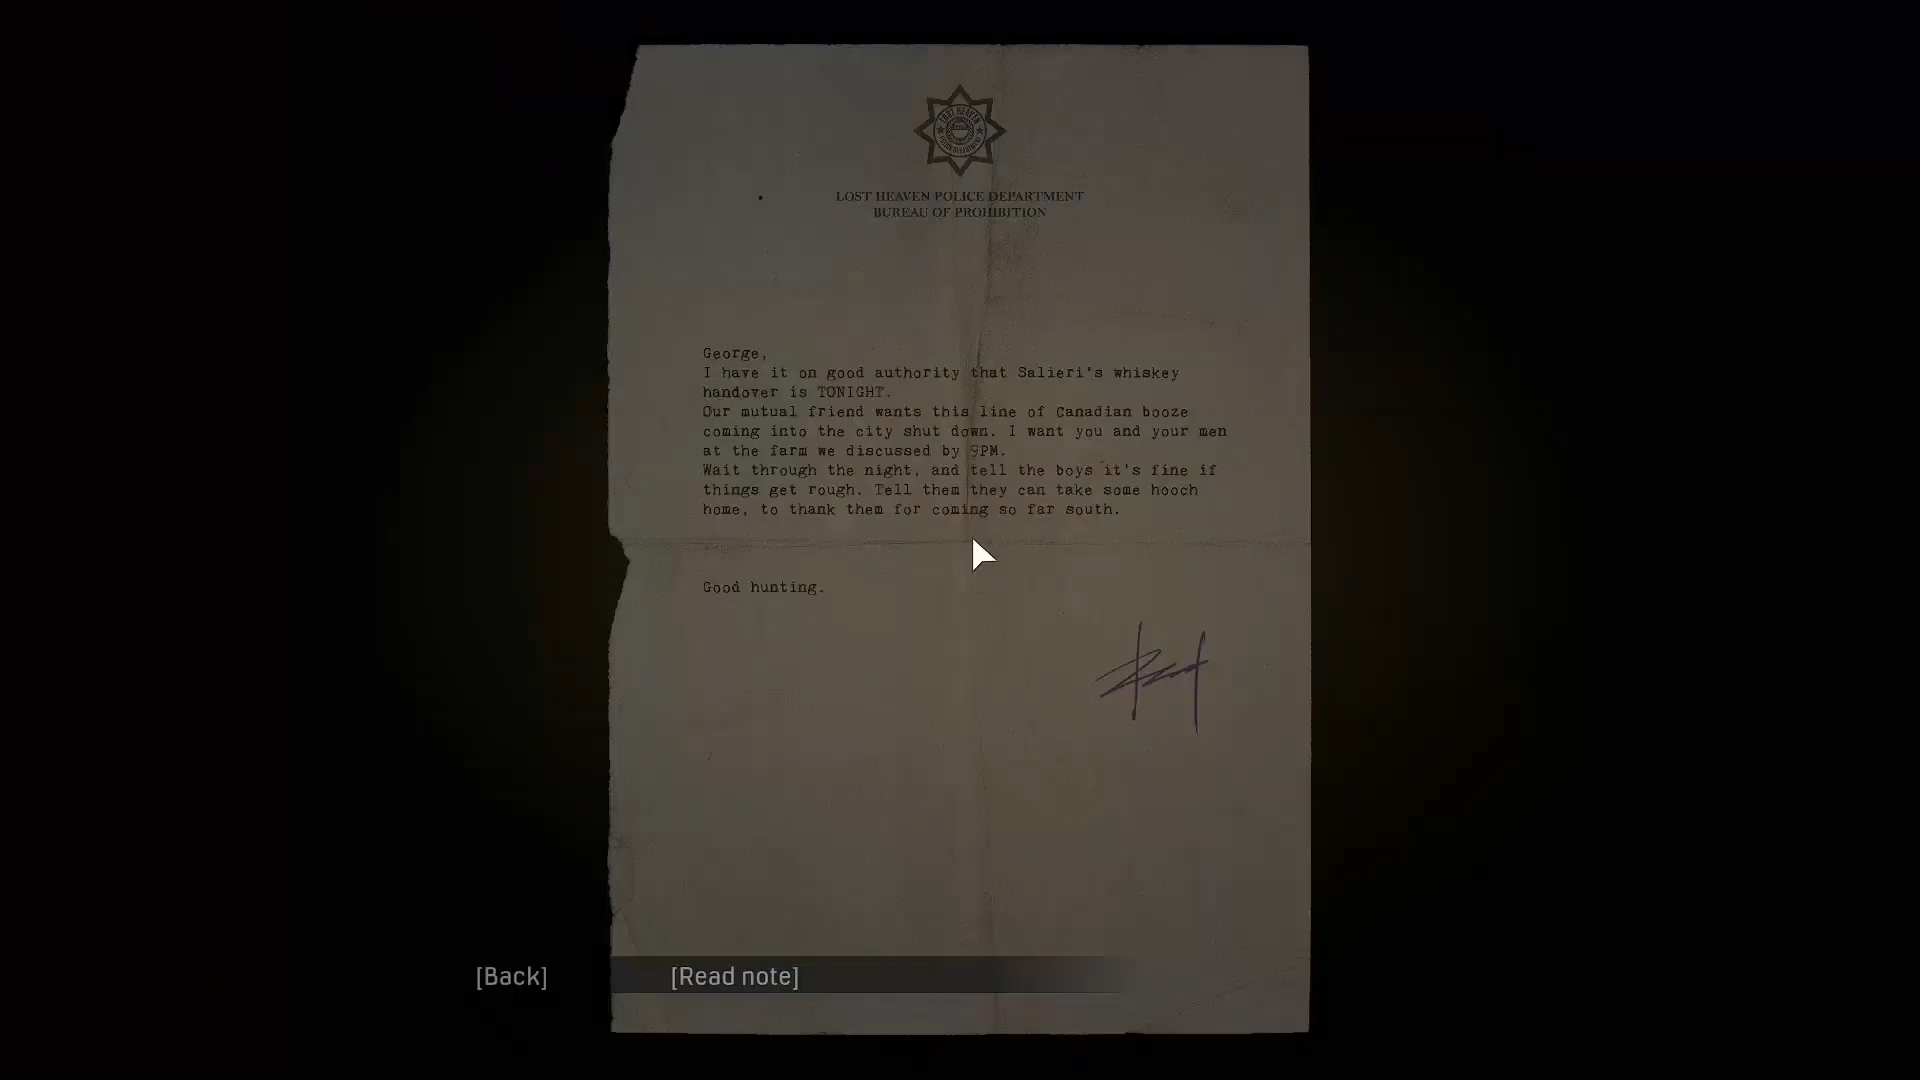 LOST HEAVEN
POLICE DEPARTMENT
LOST HEAVEN POLICE DEPARTMENT
BUREAU OF PROHIBITION
George,
I have it on good authority that Salieri's whiskey
handover is TONIGHT.
Our mutual friend wants this line of Canadian booze
coming into the city shut down. I want you and your men
at the farm we discussed by 9PM.
Wait through the night, and tell the boys it's fine if
things get rough. Tell them they can take some hooch
home, to thank them for coming so far south.
Good hunting.
[Back] [Read note]